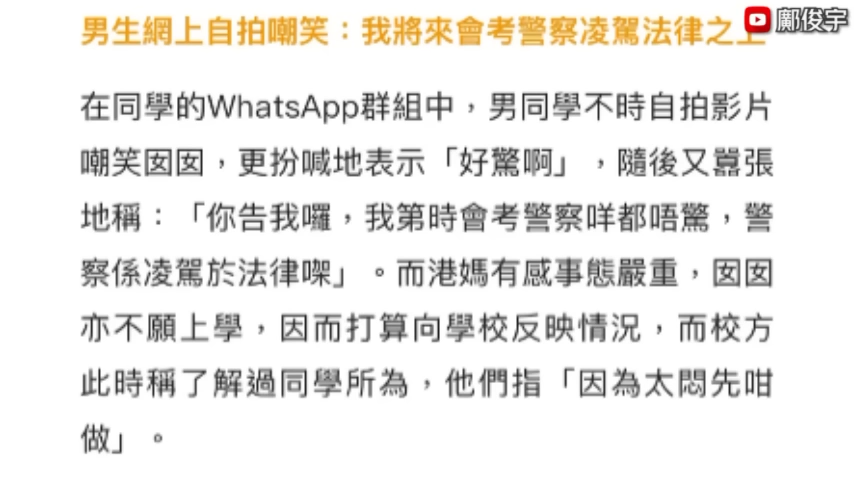 男生網上自拍嘲笑：我將來會考警察凌駕法律之上
鄺俊宇
在同學的WhatsApp群組中，男同學不時自拍影片
嘲笑囡囡，更扮喊地表示「好驚啊」，隨後又囂張
地稱：「你告我囉，我第時會考警察咩都唔驚，警
察係凌駕於法律㗎」。而港媽有感事態嚴重，囡囡
亦不願上學，因而打算向學校反映情況，而校方
此時稱了解過同學所為，他們指「因為太悶先咁
做」。